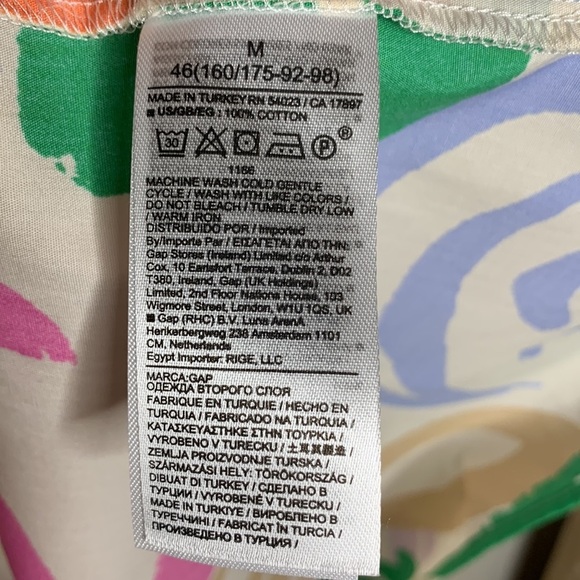 M
46(160/175-92-98)
MADE IN TURKEY RN 54023 / CA 17897
■ US/GB/EG : 100% COTTON
30 P ®
1166
MACHINE WASH COLD GENTLE
CYCLE / WASH WITH LIKE COLORS /
DO NOT BLEACH / TUMBLE DRY LOW
/ WARM IRON
DISTRIBUIDO POR / Imported
By/Importe Par / ΕΙΣΑΓΕΤΑΙ ΑΠΟ ΤΗΝ:
Gap Stores (Ireland) Limited c/o Arthur
Cox, 10 Earlsfort Terrace, Dublin 2, D02
T380, Ireland, Gap (UK Holdings)
Limited, 2nd Floor Nations House, 103
Wigmore Street, London, W1U 1QS, UK
■ Gap (RHC) B.V. Luna ArenA
Herikerbergweg 238 Amsterdam 1101
CM, Netherlands
Egypt Importer: RIGE, LLC
MARCA:GAP
ОДЕЖДА ВТОРОГО СЛОЯ
FABRIQUE EN TURQUIE / HECHO EN
TURQUIA / FABRICADO NA TURQUIA /
ΚΑΤΑΣΚΕΥΑΣΤΗΚΕ ΣΤΗΝ ΤΟΥΡΚΙΑ /
VYROBENO V TURECKU / 土耳其製造 /
ZEMLJA PROIZVODNJE TURSKA /
SZÁRMAZÁSI HELY: TÖRÖKORSZÁG /
DIBUAT DI TURKEY / СДЕЛАНО В
ТУРЦИИ / VYROBENÉ V TURECKU /
MADE IN TURKIYE / ВИРОБЛЕНО В
ТУРЕЧЧИНІ / FABRICAT ÎN TURCIA /
ПРОИЗВЕДЕНО В ТУРЦИЯ /